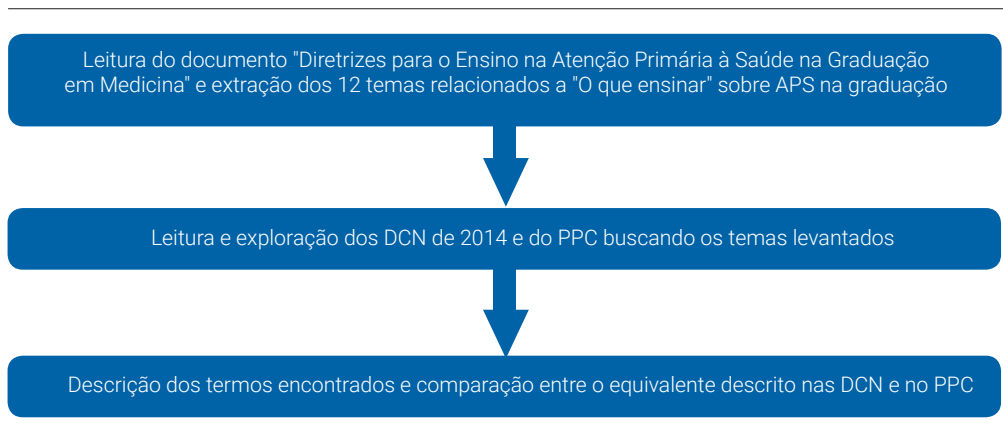 Leitura do documento "Diretrizes para o Ensino na Atenção Primária à Saúde na Graduação
em Medicina" e extração dos 12 temas relacionados a "O que ensinar" sobre APS na graduação
Leitura e exploração dos DCN de 2014 e do PPC buscando os temas levantados
Descrição dos termos encontrados e comparação entre o equivalente descrito nas DCN e no PPC